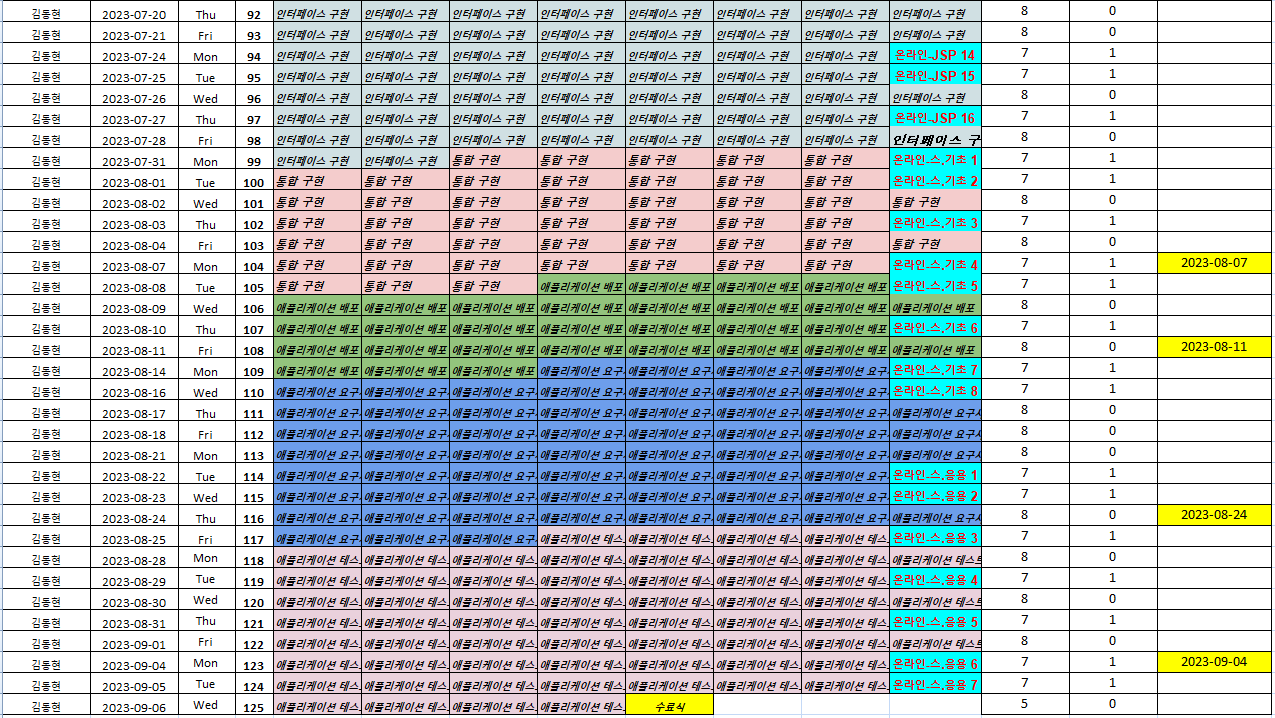 김동현 2023-07-20 Thu 92 인터페이스 구현 인터페이스 구현 인터페이스 구현 인터페이스 구현 인터페이스 구현 인터페이스 구현 인터페이스 구현 인터페이스 구현 8 0
김동현 2023-07-21 Fri 93 인터페이스 구현 인터페이스 구현 인터페이스 구현 인터페이스 구현 인터페이스 구현 인터페이스 구현 인터페이스 구현 인터페이스 구현 8 0
김동현 2023-07-24 Mon 94 인터페이스 구현 인터페이스 구현 인터페이스 구현 인터페이스 구현 인터페이스 구현 인터페이스 구현 인터페이스 구현 온라인-JSP 14 7 1
김동현 2023-07-25 Tue 95 인터페이스 구현 인터페이스 구현 인터페이스 구현 인터페이스 구현 인터페이스 구현 인터페이스 구현 인터페이스 구현 온라인-JSP 15 7 1
김동현 2023-07-26 Wed 96 인터페이스 구현 인터페이스 구현 인터페이스 구현 인터페이스 구현 인터페이스 구현 인터페이스 구현 인터페이스 구현 인터페이스 구현 8 0
김동현 2023-07-27 Thu 97 인터페이스 구현 인터페이스 구현 인터페이스 구현 인터페이스 구현 인터페이스 구현 인터페이스 구현 인터페이스 구현 온라인-JSP 16 7 1
김동현 2023-07-28 Fri 98 인터페이스 구현 인터페이스 구현 인터페이스 구현 인터페이스 구현 인터페이스 구현 인터페이스 구현 인터페이스 구현 인터페이스 구 8 0
김동현 2023-07-31 Mon 99 인터페이스 구현 인터페이스 구현 통합 구현 통합 구현 통합 구현 통합 구현 통합 구현 온라인-스.기초 1 7 1
김동현 2023-08-01 Tue 100 통합 구현 통합 구현 통합 구현 통합 구현 통합 구현 통합 구현 통합 구현 온라인-스.기초 2 7 1
김동현 2023-08-02 Wed 101 통합 구현 통합 구현 통합 구현 통합 구현 통합 구현 통합 구현 통합 구현 통합 구현 8 0
김동현 2023-08-03 Thu 102 통합 구현 통합 구현 통합 구현 통합 구현 통합 구현 통합 구현 통합 구현 온라인-스.기초 3 7 1
김동현 2023-08-04 Fri 103 통합 구현 통합 구현 통합 구현 통합 구현 통합 구현 통합 구현 통합 구현 통합 구현 8 0
김동현 2023-08-07 Mon 104 통합 구현 통합 구현 통합 구현 통합 구현 통합 구현 통합 구현 통합 구현 온라인-스.기초 4 7 1 2023-08-07
김동현 2023-08-08 Tue 105 통합 구현 통합 구현 통합 구현 애플리케이션 배포 애플리케이션 배포 애플리케이션 배포 애플리케이션 배포 온라인-스.기초 5 7 1
김동현 2023-08-09 Wed 106 애플리케이션 배포 애플리케이션 배포 애플리케이션 배포 애플리케이션 배포 애플리케이션 배포 애플리케이션 배포 애플리케이션 배포 애플리케이션 배포 8 0
김동현 2023-08-10 Thu 107 애플리케이션 배포 애플리케이션 배포 애플리케이션 배포 애플리케이션 배포 애플리케이션 배포 애플리케이션 배포 애플리케이션 배포 온라인-스.기초 6 7 1
김동현 2023-08-11 Fri 108 애플리케이션 배포 애플리케이션 배포 애플리케이션 배포 애플리케이션 배포 애플리케이션 배포 애플리케이션 배포 애플리케이션 배포 애플리케이션 배포 8 0 2023-08-11
김동현 2023-08-14 Mon 109 애플리케이션 배포 애플리케이션 배포 애플리케이션 배포 애플리케이션 요구 애플리케이션 요구 애플리케이션 요구 애플리케이션 요구 온라인-스.기초 7 7 1
김동현 2023-08-16 Wed 110 애플리케이션 요구 애플리케이션 요구 애플리케이션 요구 애플리케이션 요구 애플리케이션 요구 애플리케이션 요구 애플리케이션 요구 온라인-스.기초 8 7 1
김동현 2023-08-17 Thu 111 애플리케이션 요구 애플리케이션 요구 애플리케이션 요구 애플리케이션 요구 애플리케이션 요구 애플리케이션 요구 애플리케이션 요구 애플리케이션 요구사 8 0
김동현 2023-08-18 Fri 112 애플리케이션 요구 애플리케이션 요구 애플리케이션 요구 애플리케이션 요구 애플리케이션 요구 애플리케이션 요구 애플리케이션 요구 애플리케이션 요구사 8 0
김동현 2023-08-21 Mon 113 애플리케이션 요구 애플리케이션 요구 애플리케이션 요구 애플리케이션 요구 애플리케이션 요구 애플리케이션 요구 애플리케이션 요구 애플리케이션 요구사 8 0
김동현 2023-08-22 Tue 114 애플리케이션 요구 애플리케이션 요구 애플리케이션 요구 애플리케이션 요구 애플리케이션 요구 애플리케이션 요구 애플리케이션 요구 온라인-스.응용 1 7 1
김동현 2023-08-23 Wed 115 애플리케이션 요구 애플리케이션 요구 애플리케이션 요구 애플리케이션 요구 애플리케이션 요구 애플리케이션 요구 애플리케이션 요구 온라인-스.응용 2 7 1
김동현 2023-08-24 Thu 116 애플리케이션 요구 애플리케이션 요구 애플리케이션 요구 애플리케이션 요구 애플리케이션 요구 애플리케이션 요구 애플리케이션 요구 애플리케이션 요구사 8 0 2023-08-24
김동현 2023-08-25 Fri 117 애플리케이션 요구 애플리케이션 요구 애플리케이션 요구 애플리케이션 테스 애플리케이션 테스 애플리케이션 테스 애플리케이션 테스 온라인-스.응용 3 7 1
김동현 2023-08-28 Mon 118 애플리케이션 테스 애플리케이션 테스 애플리케이션 테스 애플리케이션 테스 애플리케이션 테스 애플리케이션 테스 애플리케이션 테스 애플리케이션 테스트 8 0
김동현 2023-08-29 Tue 119 애플리케이션 테스 애플리케이션 테스 애플리케이션 테스 애플리케이션 테스 애플리케이션 테스 애플리케이션 테스 애플리케이션 테스 온라인-스.응용 4 7 1
김동현 2023-08-30 Wed 120 애플리케이션 테스 애플리케이션 테스 애플리케이션 테스 애플리케이션 테스 애플리케이션 테스 애플리케이션 테스 애플리케이션 테스 애플리케이션 테스트 8 0
김동현 2023-08-31 Thu 121 애플리케이션 테스 애플리케이션 테스 애플리케이션 테스 애플리케이션 테스 애플리케이션 테스 애플리케이션 테스 애플리케이션 테스 온라인-스.응용 5 7 1
김동현 2023-09-01 Fri 122 애플리케이션 테스 애플리케이션 테스 애플리케이션 테스 애플리케이션 테스 애플리케이션 테스 애플리케이션 테스 애플리케이션 테스 애플리케이션 테스트 8 0
김동현 2023-09-04 Mon 123 애플리케이션 테스 애플리케이션 테스 애플리케이션 테스 애플리케이션 테스 애플리케이션 테스 애플리케이션 테스 애플리케이션 테스 온라인-스.응용 6 7 1 2023-09-04
김동현 2023-09-05 Tue 124 애플리케이션 테스 애플리케이션 테스 애플리케이션 테스 애플리케이션 테스 애플리케이션 테스 애플리케이션 테스 애플리케이션 테스 온라인-스.응용 7 7 1
김동현 2023-09-06 Wed 125 애플리케이션 테스 애플리케이션 테스 애플리케이션 테스 애플리케이션 테스 수료식 5 0